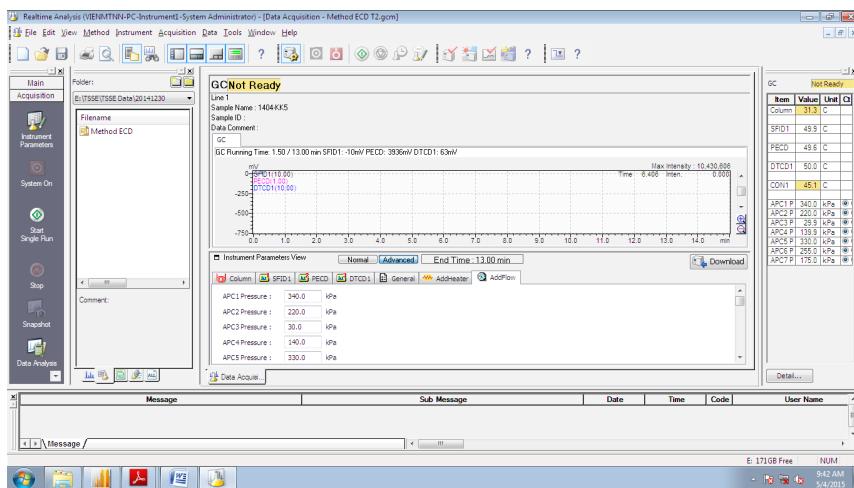 Realtime Analysis (VIENMTNN-PC-Instrument1-System Administrator) - [Data Acquisition - Method ECD T2.gcm]
File Edit View Method Instrument Acquisition Data Tools Window Help
Main
Acquisition
Instrument
Parameters
System On
Start
Single Run
Stop
Snapshot
Data Analysis
Folder:
E:\TSSE\TSSE Data\20141230
Filename
Method ECD
Comment:
GC Not Ready
Line 1
Sample Name : 1404-KK5
Sample ID :
Data Comment :
GC
GC Running Time: 1.50 / 13.00 min SFID1: -10mV PECD: 3936mV DTCD1: 63mV
mV
Max Intensity : 10,430,606
Time 6.406 Inten. 0.000
0 SFID1(10.00)
PECD(1.00)
DTCD1(10.00)
-250
-500
-750
0.0 1.0 2.0 3.0 4.0 5.0 6.0 7.0 8.0 9.0 10.0 11.0 12.0 13.0 14.0 min
Instrument Parameters View Normal Advanced End Time : 13.00 min Download
Column SFID1 PECD DTCD1 General AddHeater AddFlow
APC1 Pressure : 340.0 kPa
APC2 Pressure : 220.0 kPa
APC3 Pressure : 30.0 kPa
APC4 Pressure : 140.0 kPa
APC5 Pressure : 330.0 kPa
Data Acquisi...
GC Not Ready
Item Value Unit
Column 31.3 C
SFID1 49.9 C
PECD 49.6 C
DTCD1 50.0 C
CON1 45.1 C
APC1 P 340.0 kPa
APC2 P 220.0 kPa
APC3 P 29.9 kPa
APC4 P 139.9 kPa
APC5 P 330.0 kPa
APC6 P 255.0 kPa
APC7 P 175.0 kPa
Detail...
Message Sub Message Date Time Code User Name
Message
E: 171GB Free NUM
9:42 AM
5/4/2015